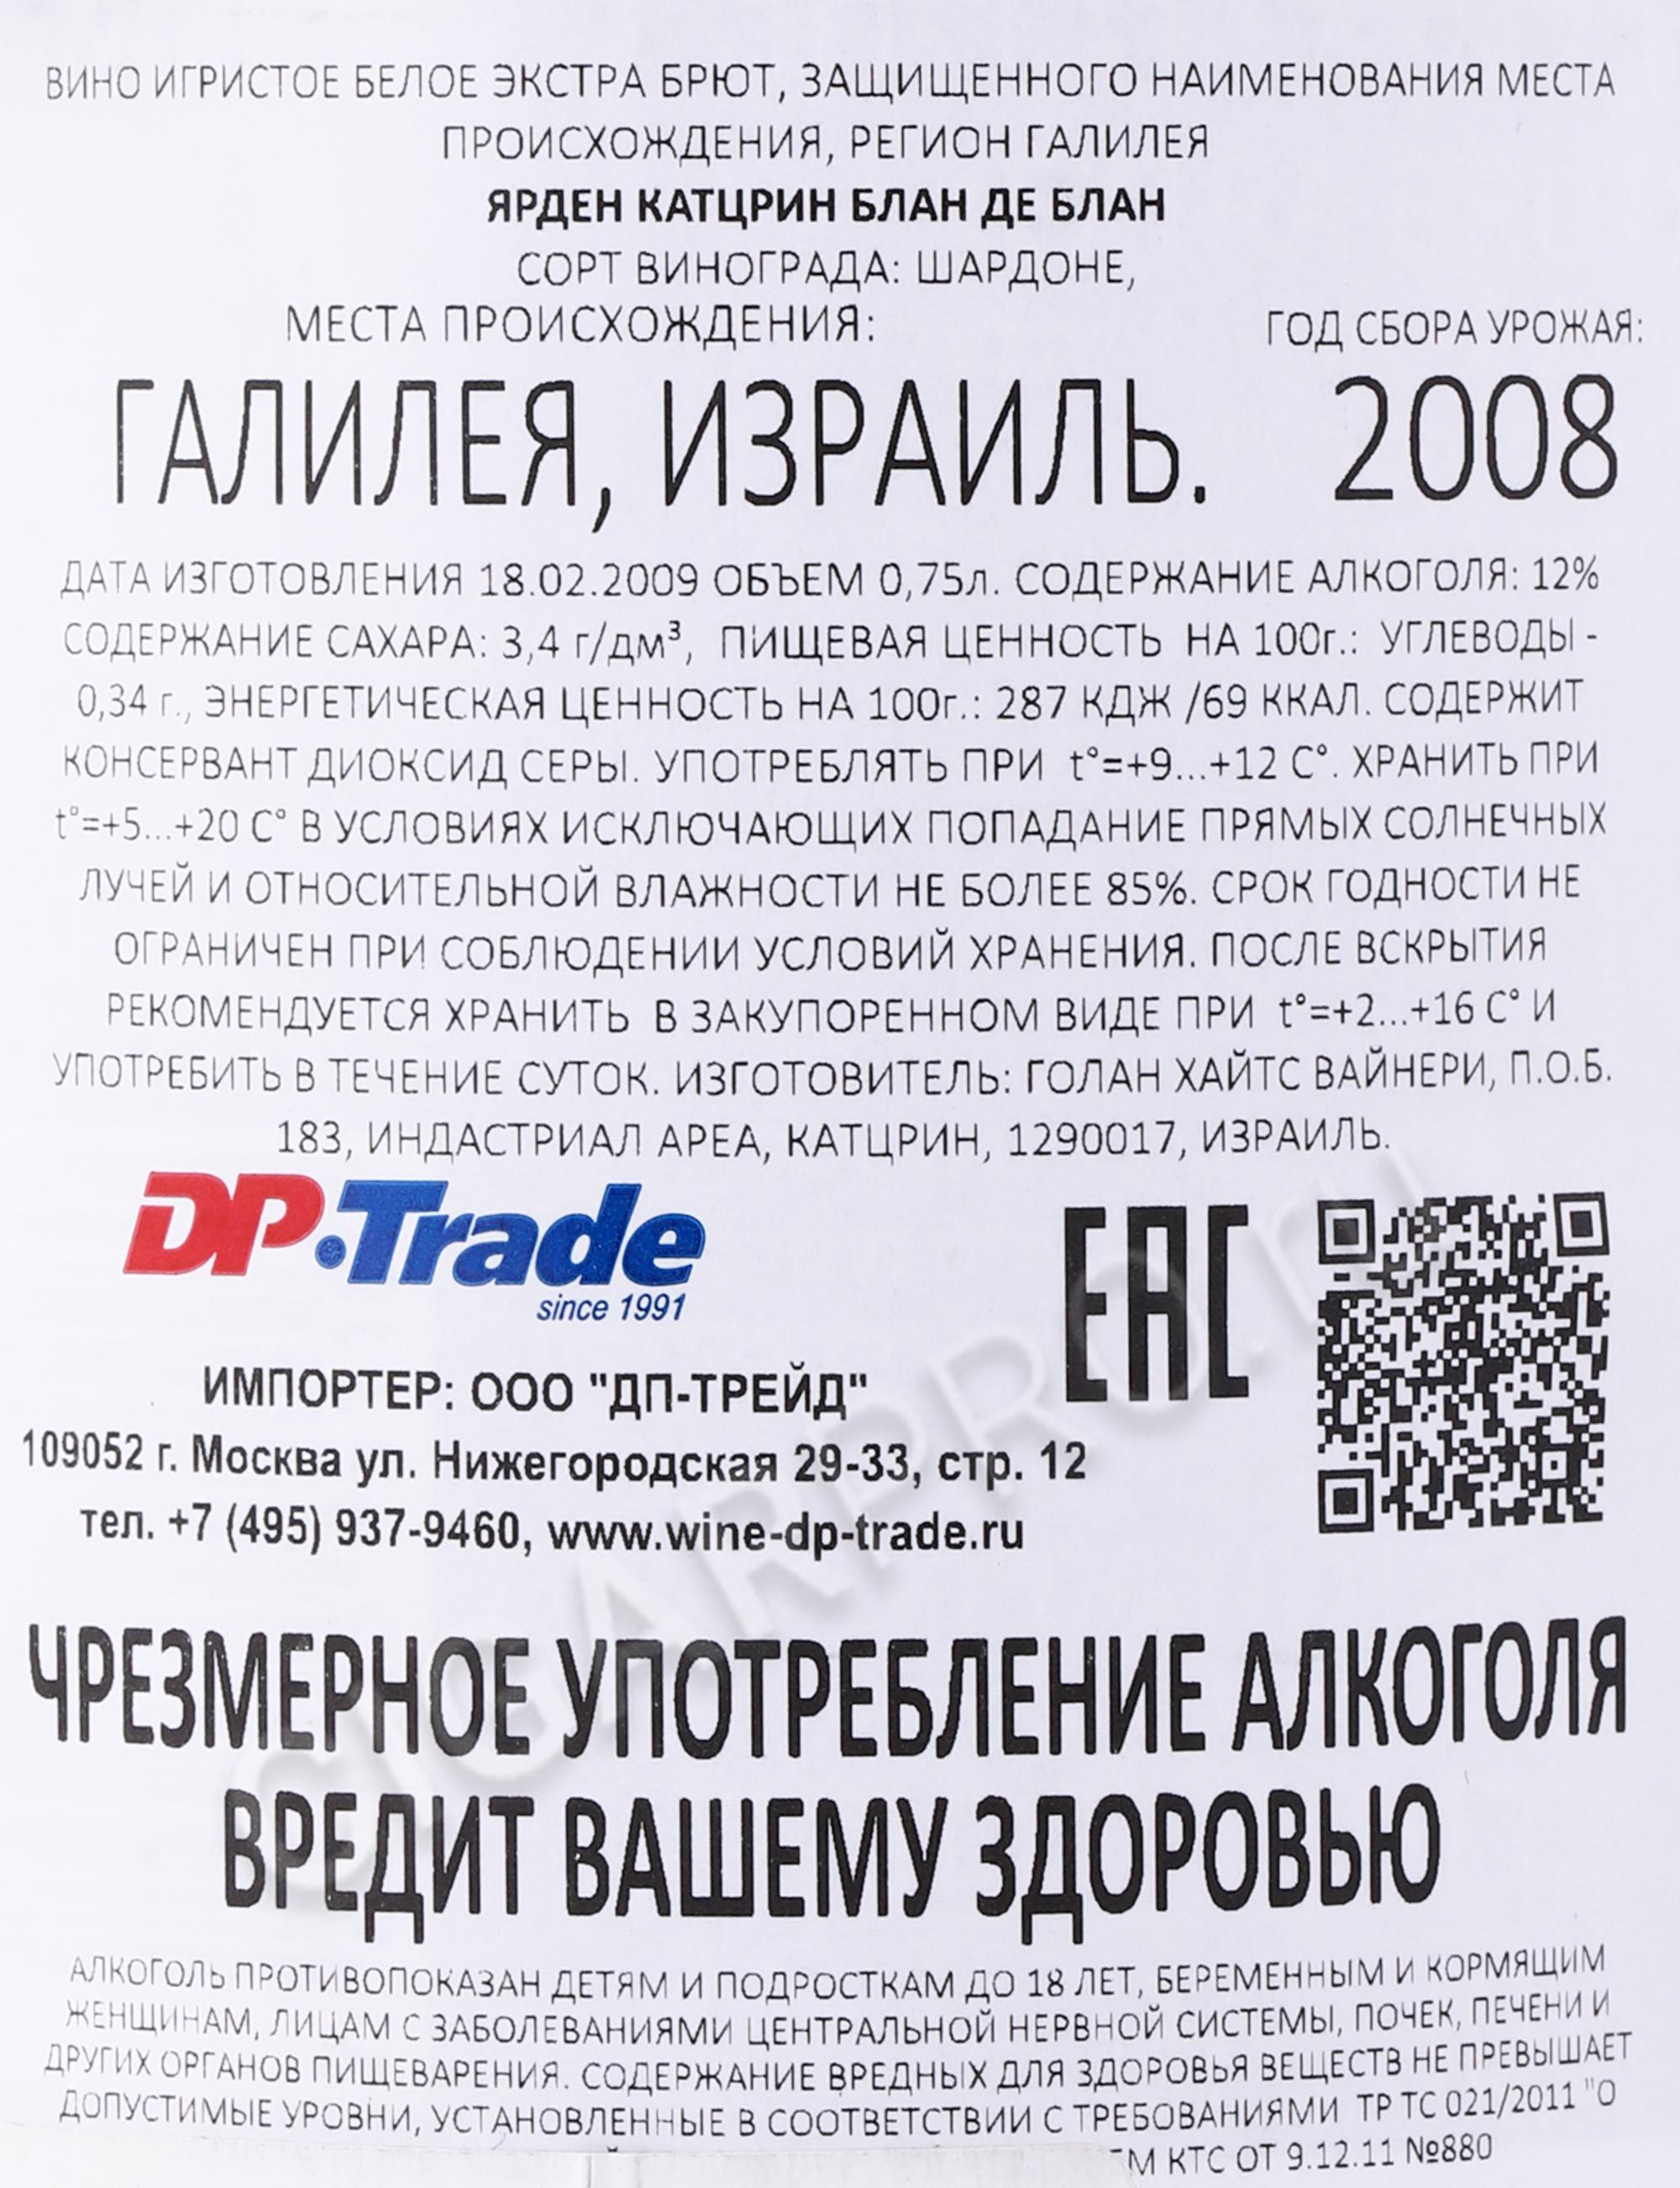 ВИНО ИГРИСТОЕ БЕЛОЕ ЭКСТРА БРЮТ, ЗАЩИЩЕННОГО НАИМЕНОВАНИЯ МЕСТА
ПРОИСХОЖДЕНИЯ, РЕГИОН ГАЛИЛЕЯ
ЯРДЕН КАТЦРИН БЛАН ДЕ БЛАН
СОРТ ВИНОГРАДА: ШАРДОНЕ,
МЕСТА ПРОИСХОЖДЕНИЯ: ГОД СБОРА УРОЖАЯ:
ГАЛИЛЕЯ, ИЗРАИЛЬ. 2008
ДАТА ИЗГОТОВЛЕНИЯ 18.02.2009 ОБЪЕМ 0,75л. СОДЕРЖАНИЕ АЛКОГОЛЯ: 12%
СОДЕРЖАНИЕ САХАРА: 3,4 г/дм³, ПИЩЕВАЯ ЦЕННОСТЬ НА 100г.: УГЛЕВОДЫ -
0,34 г., ЭНЕРГЕТИЧЕСКАЯ ЦЕННОСТЬ НА 100г.: 287 КДЖ /69 ККАЛ. СОДЕРЖИТ
КОНСЕРВАНТ ДИОКСИД СЕРЫ. УПОТРЕБЛЯТЬ ПРИ t°=+9...+12 С°. ХРАНИТЬ ПРИ
t°=+5...+20 С° В УСЛОВИЯХ ИСКЛЮЧАЮЩИХ ПОПАДАНИЕ ПРЯМЫХ СОЛНЕЧНЫХ
ЛУЧЕЙ И ОТНОСИТЕЛЬНОЙ ВЛАЖНОСТИ НЕ БОЛЕЕ 85%. СРОК ГОДНОСТИ НЕ
ОГРАНИЧЕН ПРИ СОБЛЮДЕНИИ УСЛОВИЙ ХРАНЕНИЯ. ПОСЛЕ ВСКРЫТИЯ
РЕКОМЕНДУЕТСЯ ХРАНИТЬ В ЗАКУПОРЕННОМ ВИДЕ ПРИ t°=+2...+16 С° И
УПОТРЕБИТЬ В ТЕЧЕНИЕ СУТОК. ИЗГОТОВИТЕЛЬ: ГОЛАН ХАЙТС ВАЙНЕРИ, П.О.Б.
183, ИНДАСТРИАЛ АРЕА, КАТЦРИН, 1290017, ИЗРАИЛЬ.
DP·Trade
since 1991
EAC
ИМПОРТЕР: ООО "ДП-ТРЕЙД"
109052 г. Москва ул. Нижегородская 29-33, стр. 12
тел. +7 (495) 937-9460, www.wine-dp-trade.ru
CIGARPRO.ru
ЧРЕЗМЕРНОЕ УПОТРЕБЛЕНИЕ АЛКОГОЛЯ
ВРЕДИТ ВАШЕМУ ЗДОРОВЬЮ
АЛКОГОЛЬ ПРОТИВОПОКАЗАН ДЕТЯМ И ПОДРОСТКАМ ДО 18 ЛЕТ, БЕРЕМЕННЫМ И КОРМЯЩИМ
ЖЕНЩИНАМ, ЛИЦАМ С ЗАБОЛЕВАНИЯМИ ЦЕНТРАЛЬНОЙ НЕРВНОЙ СИСТЕМЫ, ПОЧЕК, ПЕЧЕНИ И
ДРУГИХ ОРГАНОВ ПИЩЕВАРЕНИЯ. СОДЕРЖАНИЕ ВРЕДНЫХ ДЛЯ ЗДОРОВЬЯ ВЕЩЕСТВ НЕ ПРЕВЫШАЕТ
ДОПУСТИМЫЕ УРОВНИ, УСТАНОВЛЕННЫЕ В СООТВЕТСТВИИ С ТРЕБОВАНИЯМИ ТР ТС 021/2011 "О
КТС ОТ 9.12.11 №880